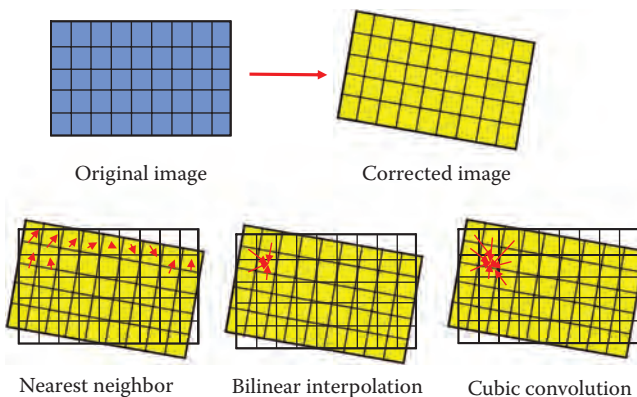 Original image
Corrected image
Nearest neighbor
Bilinear interpolation
Cubic convolution